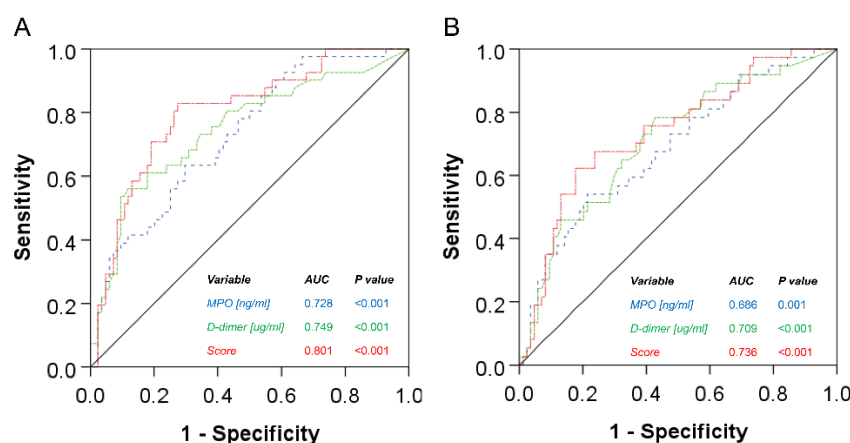 A
1.0
0.8
0.6
0.4
0.2
0.0
Sensitivity
Variable AUC P value
MPO [ng/ml] 0.728 <0.001
D-dimer [ug/ml] 0.749 <0.001
Score 0.801 <0.001
0.0 0.2 0.4 0.6 0.8 1.0
1 - Specificity
B
1.0
0.8
0.6
0.4
0.2
0.0
Sensitivity
Variable AUC P value
MPO [ng/ml] 0.686 0.001
D-dimer [ug/ml] 0.709 <0.001
Score 0.736 <0.001
0.0 0.2 0.4 0.6 0.8 1.0
1 - Specificity